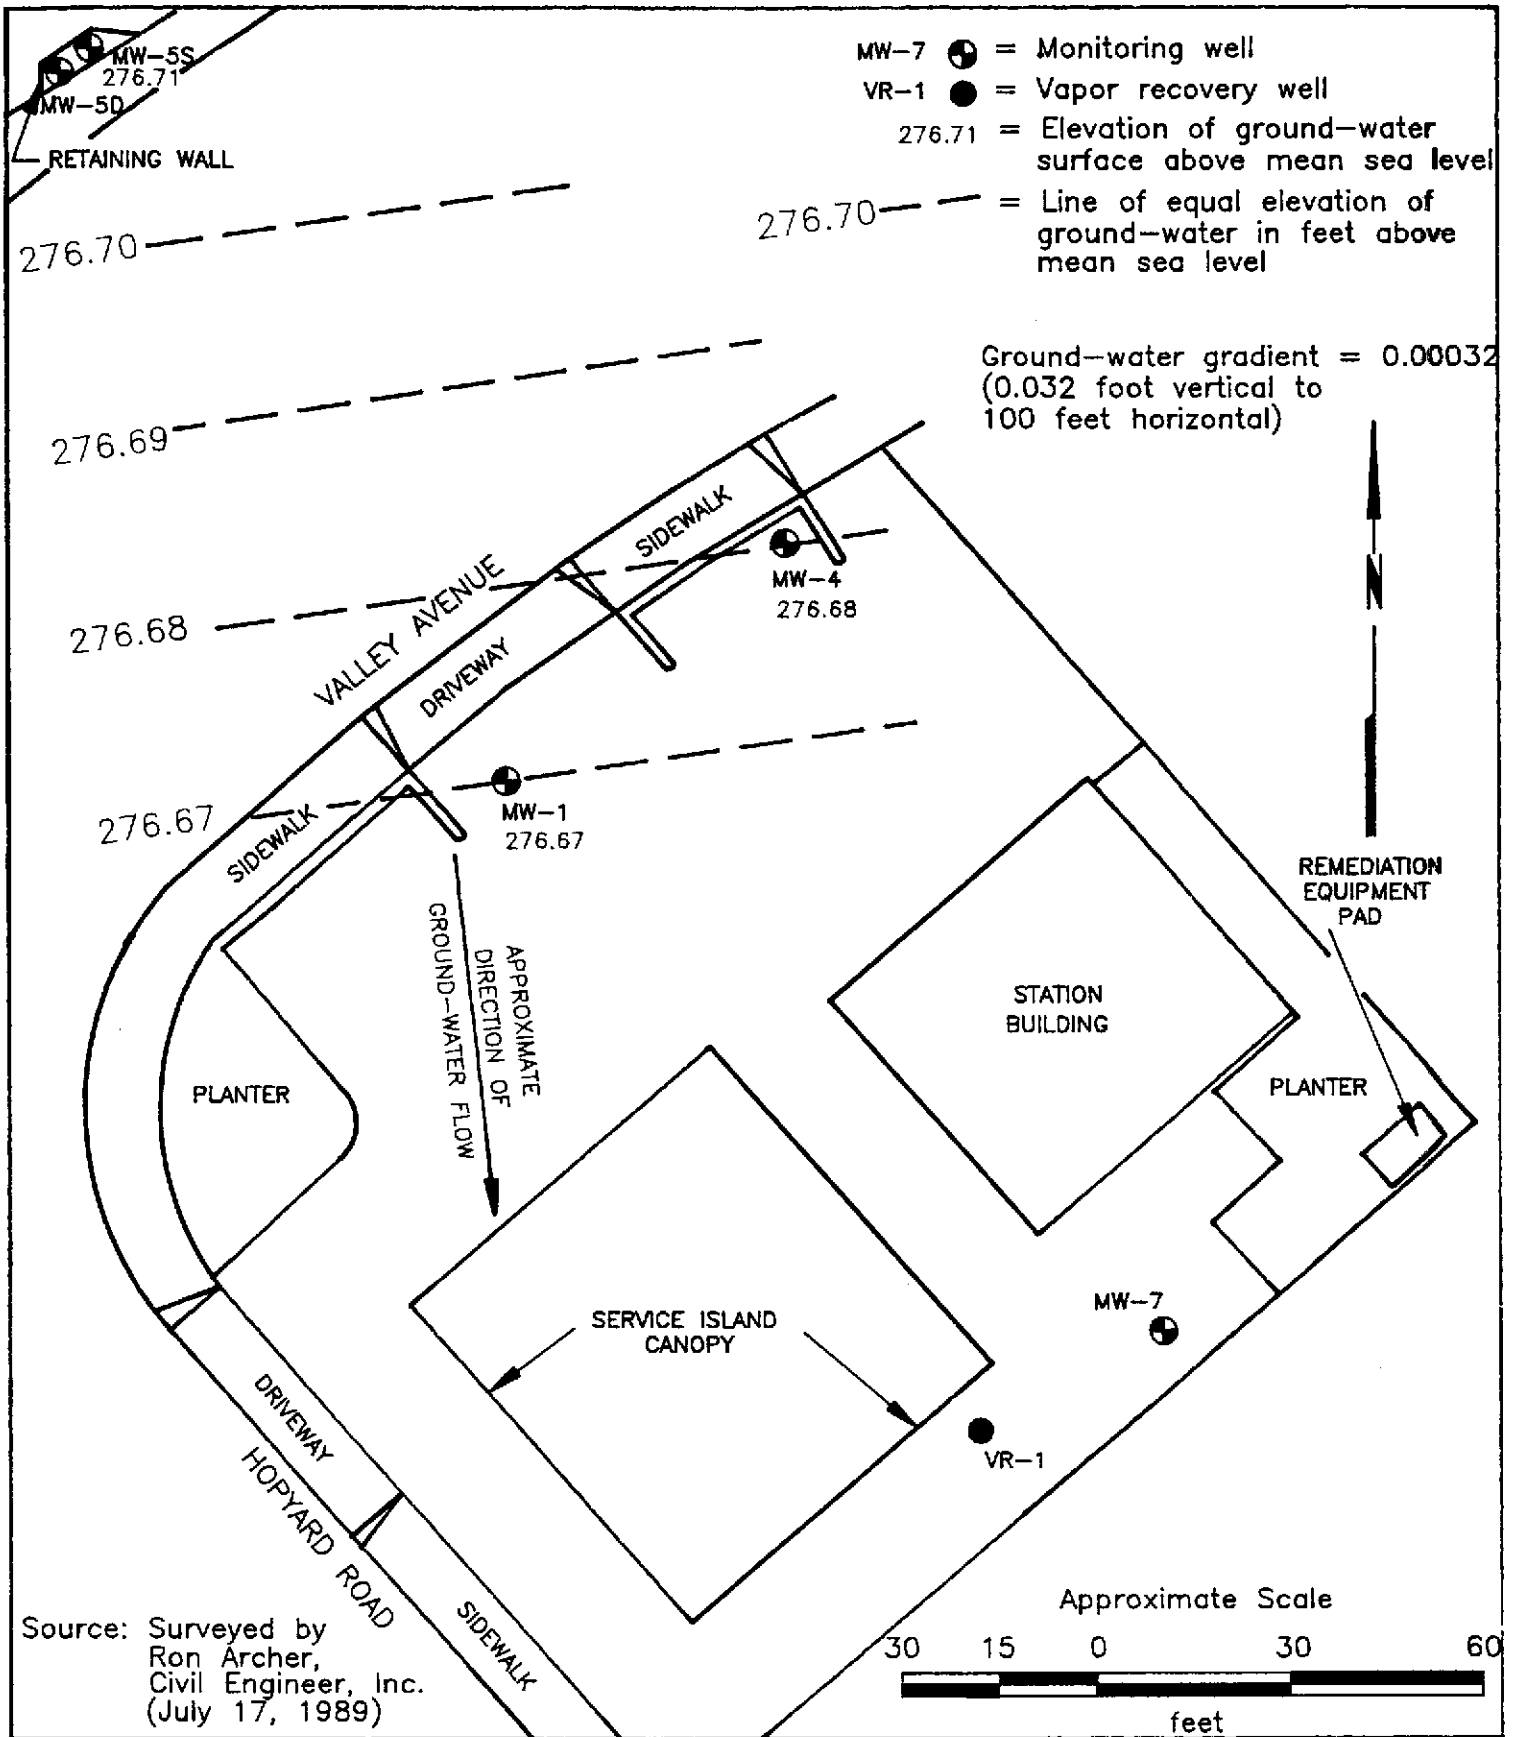 MW-5S
276.71
MW-5D
RETAINING WALL
MW-7 = Monitoring well
VR-1 = Vapor recovery well
276.71 = Elevation of ground-water
surface above mean sea level
276.70 = Line of equal elevation of
ground-water in feet above
mean sea level
276.70
Ground-water gradient = 0.00032
(0.032 foot vertical to
100 feet horizontal)
276.69
N
SIDEWALK
MW-4
276.68
276.68
VALLEY AVENUE
DRIVEWAY
276.67
MW-1
276.67
SIDEWALK
REMEDIATION
EQUIPMENT
PAD
APPROXIMATE
DIRECTION OF
GROUND-WATER FLOW
STATION
BUILDING
PLANTER
PLANTER
MW-7
SERVICE ISLAND
CANOPY
VR-1
DRIVEWAY
HOPYARD ROAD
SIDEWALK
Source: Surveyed by
Ron Archer,
Civil Engineer, Inc.
(July 17, 1989)
Approximate Scale
30 15 0 30 60
feet